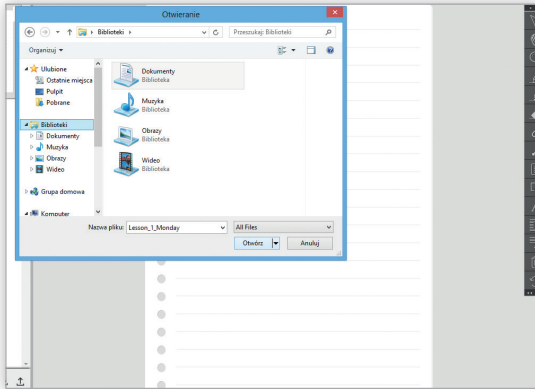 Otwieranie
Biblioteki
Przeszukaj: Biblioteki
Organizuj
Ulubione
Ostatnie miejsca
Pulpit
Pobrane
Biblioteki
Dokumenty
Muzyka
Obrazy
Wideo
Grupa domowa
Komputer
Dokumenty
Biblioteka
Muzyka
Biblioteka
Obrazy
Biblioteka
Wideo
Biblioteka
Nazwa pliku: Lesson_1_Monday
All Files
Otwórz
Anuluj